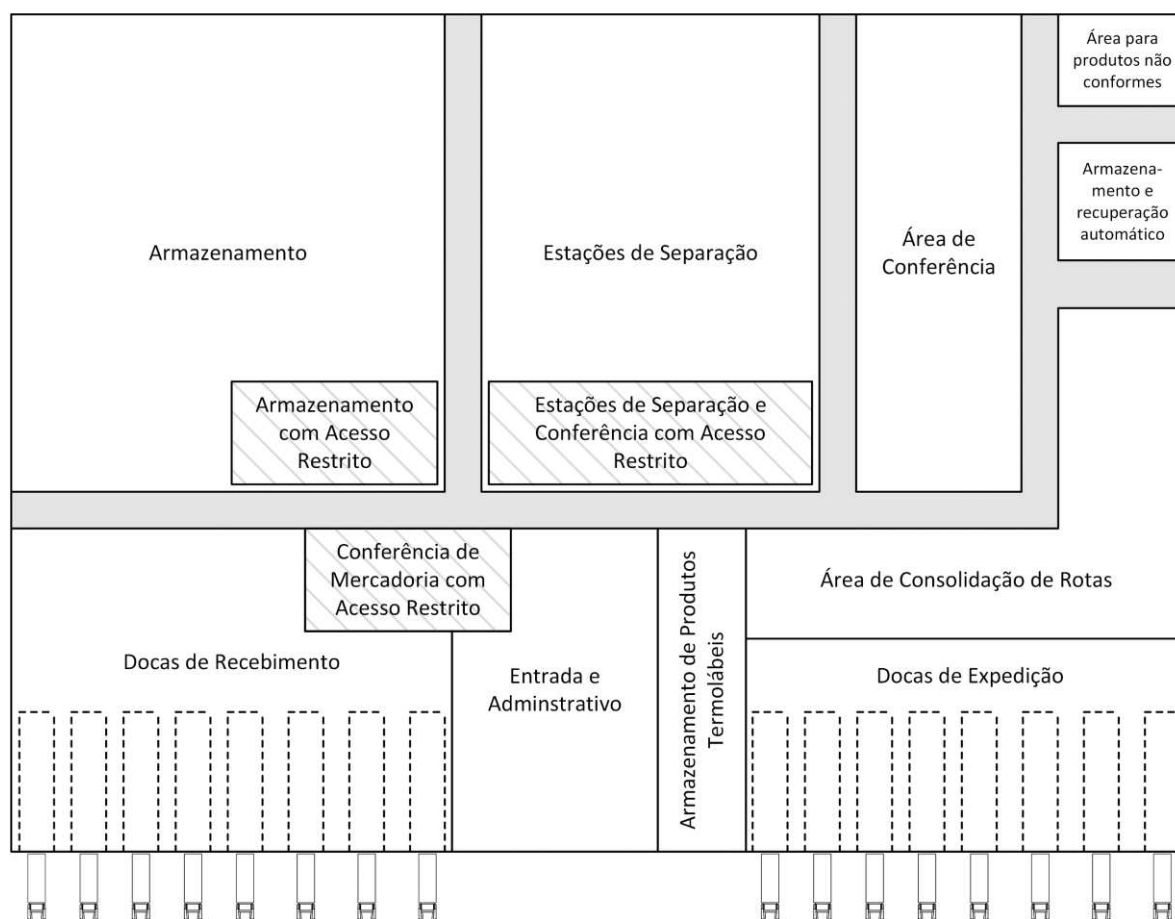 Área para
produtos não
conformes
Armazena-
mento e
recuperação
automático
Armazenamento
Estações de Separação
Área de
Conferência
Armazenamento
com Acesso
Restrito
Estações de Separação e
Conferência com Acesso
Restrito
Conferência de
Mercadoria com
Acesso Restrito
Docas de Recebimento
Entrada e
Adminstrativo
Armazenamento de Produtos
Termolábeis
Área de Consolidação de Rotas
Docas de Expedição